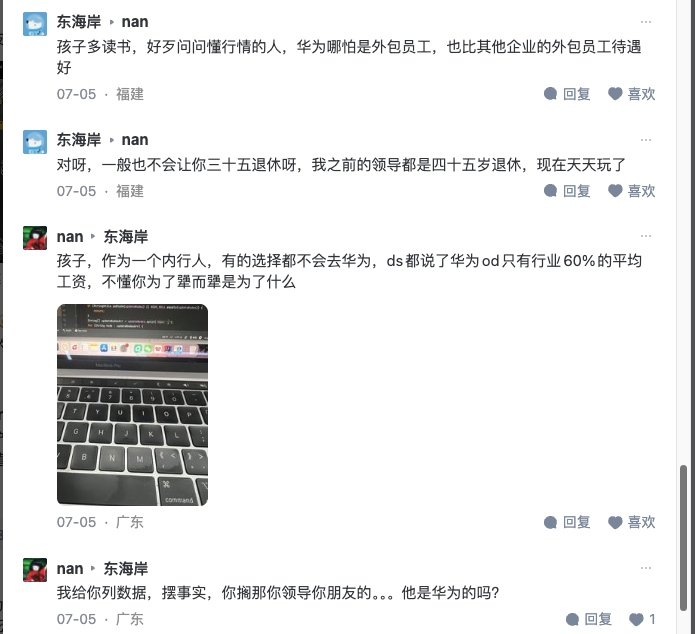 东海岸 ▸ nan
孩子多读书，好歹问问懂行情的人，华为哪怕是外包员工，也比其他企业的外包员工待遇
好
07-05 · 福建 回复 喜欢
东海岸 ▸ nan
对呀，一般也不会让你三十五退休呀，我之前的领导都是四十五岁退休，现在天天玩了
07-05 · 福建 回复 喜欢
nan ▸ 东海岸
孩子，作为一个内行人，有的选择都不会去华为，ds都说了华为od只有行业60%的平均
工资，不懂你为了犟而犟是为了什么
T Y U I O P
G H J K L
B N M
⌘
command
07-05 · 广东 回复 喜欢
nan ▸ 东海岸
我给你列数据，摆事实，你搁那你领导你朋友的。。。他是华为的吗?
07-05 · 广东 回复 1